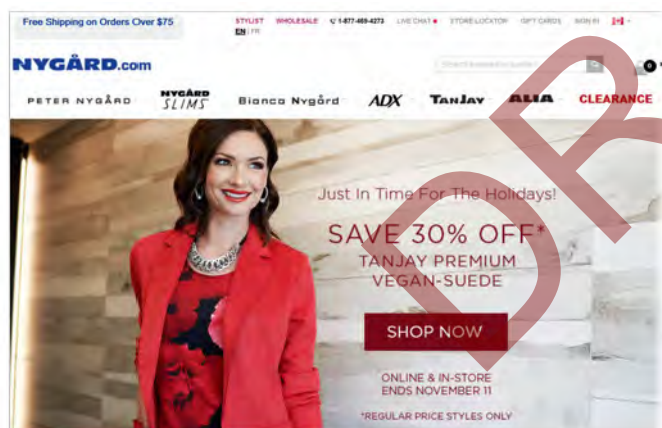 Free Shipping on Orders Over $75
STYLIST WHOLESALE 1-877-469-4273 LIVE CHAT STORE LOCATOR GIFT CARDS SIGN IN
EN | FR
NYGÅRD.com
0
PETER NYGÅRD NYGÅRD SLIMS Bianca Nygård ADX TanJay ALIA CLEARANCE
Just In Time For The Holidays!
SAVE 30% OFF*
TANJAY PREMIUM
VEGAN-SUEDE
SHOP NOW
ONLINE & IN-STORE
ENDS NOVEMBER 11
*REGULAR PRICE STYLES ONLY
DR